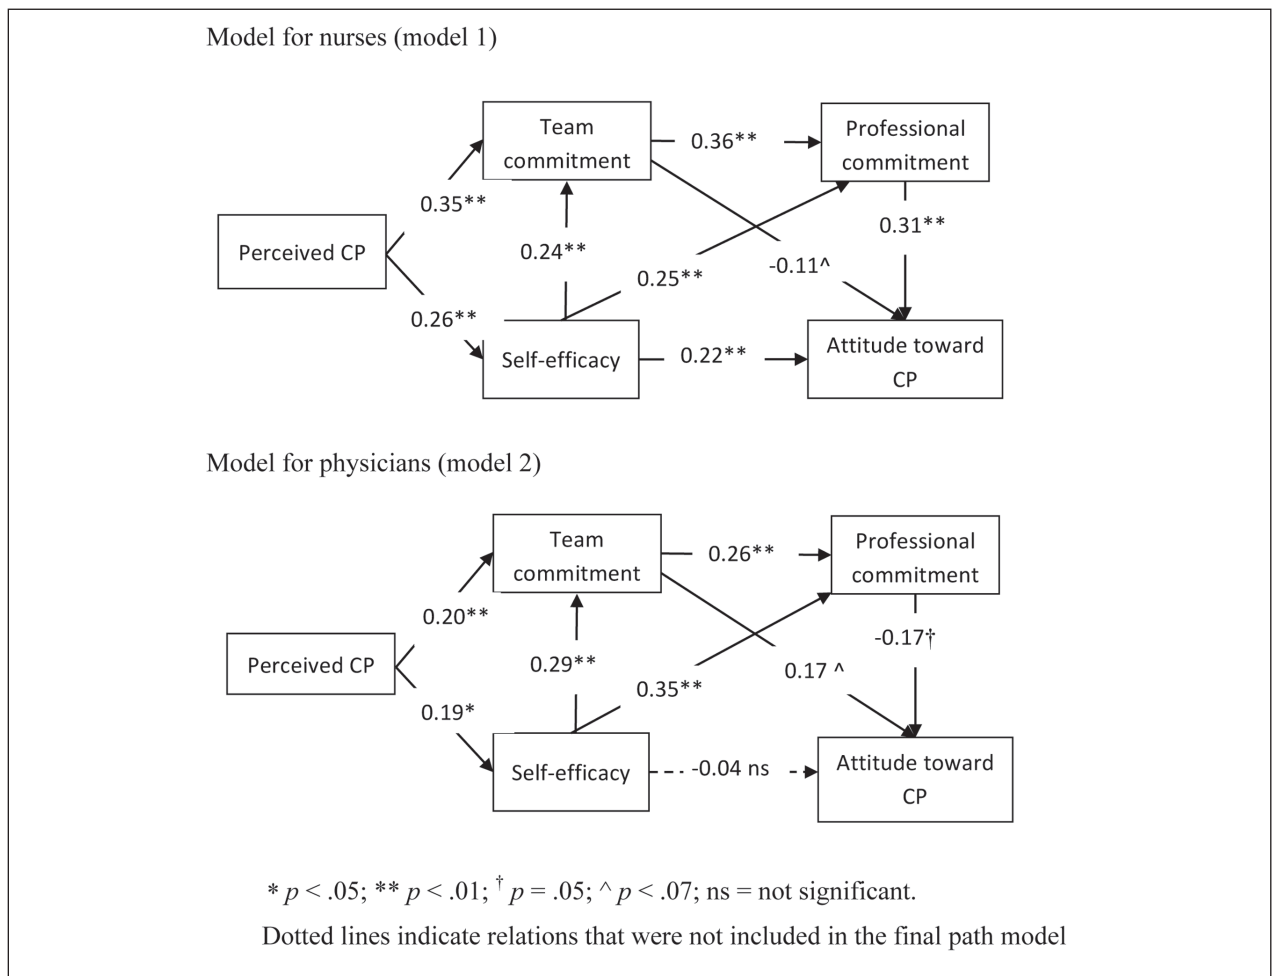 Model for nurses (model 1)
Team
commitment
0.36**
Professional
commitment
0.35**
0.31**
Perceived CP
0.24**
0.25**
-0.11^
0.26**
Self-efficacy
0.22**
Attitude toward
CP
Model for physicians (model 2)
Team
commitment
0.26**
Professional
commitment
0.20**
-0.17†
Perceived CP
0.29**
0.35**
0.17 ^
0.19*
Self-efficacy
-0.04 ns
Attitude toward
CP
* p < .05; ** p < .01; † p = .05; ^ p < .07; ns = not significant.
Dotted lines indicate relations that were not included in the final path model